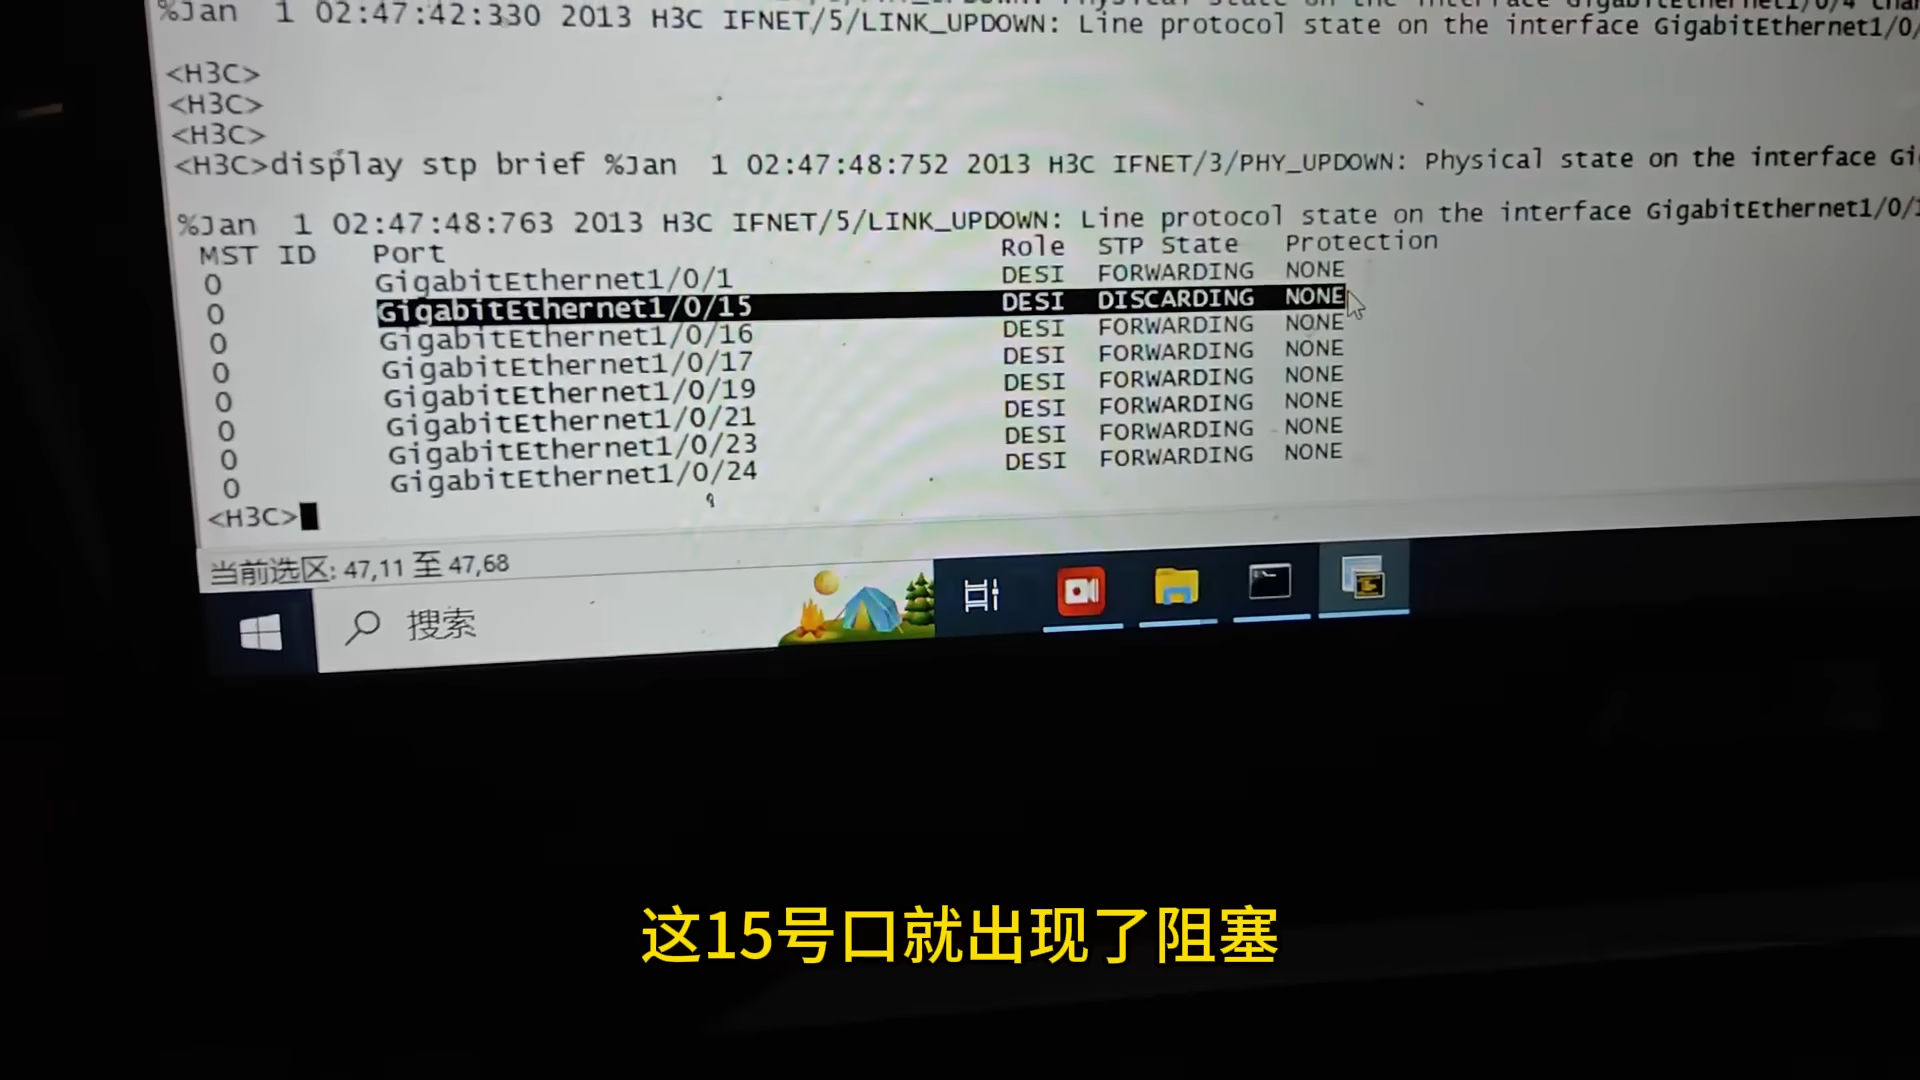 %Jan 1 02:47:42:330 2013 H3C IFNET/5/LINK_UPDOWN: Line protocol state on the interface GigabitEthernet1/0/
<H3C>
<H3C>
<H3C>
<H3C>display stp brief %Jan 1 02:47:48:752 2013 H3C IFNET/3/PHY_UPDOWN: Physical state on the interface Gi
%Jan 1 02:47:48:763 2013 H3C IFNET/5/LINK_UPDOWN: Line protocol state on the interface GigabitEthernet1/0/
MST ID Port Role STP State Protection
0 GigabitEthernet1/0/1 DESI FORWARDING NONE
0 GigabitEthernet1/0/15 DESI DISCARDING NONE
0 GigabitEthernet1/0/16 DESI FORWARDING NONE
0 GigabitEthernet1/0/17 DESI FORWARDING NONE
0 GigabitEthernet1/0/19 DESI FORWARDING NONE
0 GigabitEthernet1/0/21 DESI FORWARDING NONE
0 GigabitEthernet1/0/23 DESI FORWARDING NONE
0 GigabitEthernet1/0/24 DESI FORWARDING NONE
<H3C>
当前选区: 47,11 至 47,68
搜索
这15号口就出现了阻塞